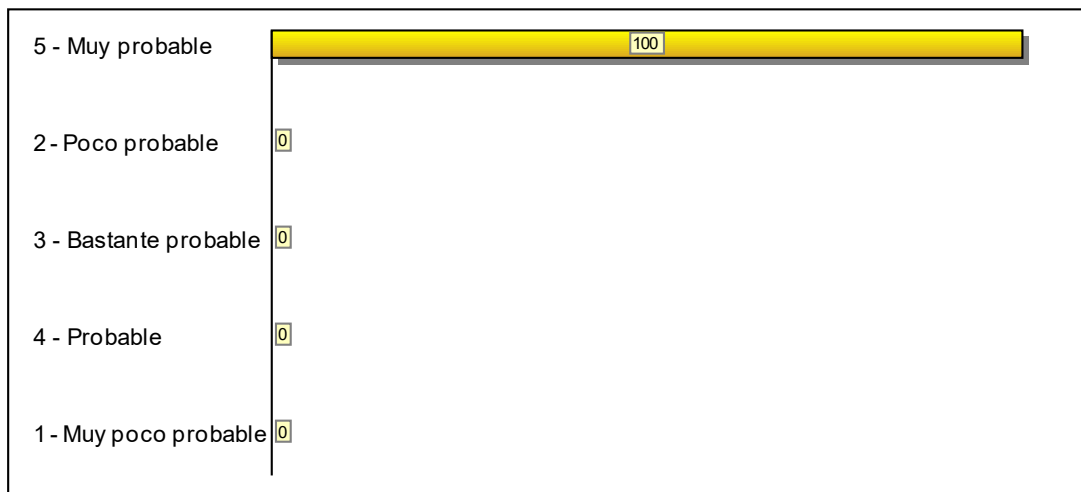 5 - Muy probable 100
2 - Poco probable 0
3 - Bastante probable 0
4 - Probable 0
1 - Muy poco probable 0